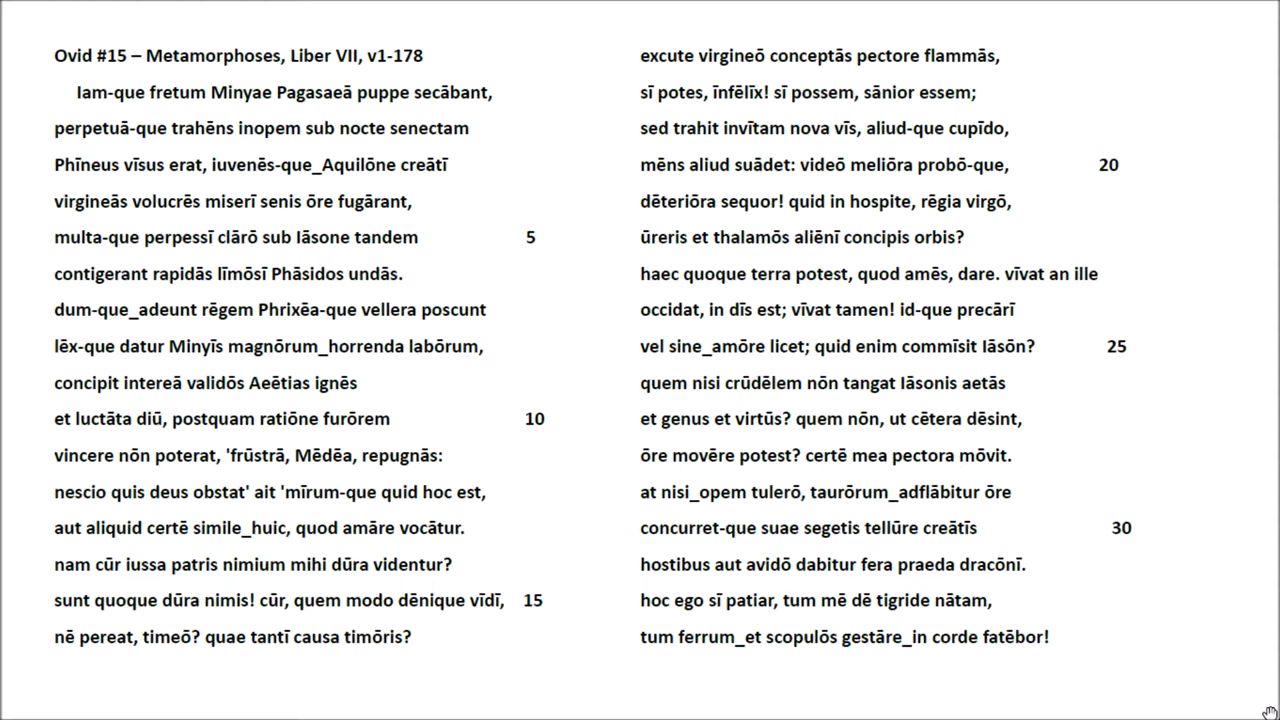 Ovid #15 – Metamorphoses, Liber VII, v1-178
Iam-que fretum Minyae Pagasaeā puppe secābant,
perpetuā-que trahēns inopem sub nocte senectam
Phīneus vīsus erat, iuvenēs-que_Aquilōne creātī
virgineās volucrēs miserī senis ōre fugārant,
multa-que perpessī clārō sub Iāsone tandem 5
contigerant rapidās līmōsī Phāsidos undās.
dum-que_adeunt rēgem Phrixēa-que vellera poscunt
lēx-que datur Minyīs magnōrum_horrenda labōrum,
concipit intereā validōs Aeētias ignēs
et luctāta diū, postquam ratiōne furōrem 10
vincere nōn poterat, 'frūstrā, Mēdēa, repugnās:
nescio quis deus obstat' ait 'mīrum-que quid hoc est,
aut aliquid certē simile_huic, quod amāre vocātur.
nam cūr iussa patris nimium mihi dūra videntur?
sunt quoque dūra nimis! cūr, quem modo dēnique vīdī, 15
nē pereat, timeō? quae tantī causa timōris?
excute virgineō conceptās pectore flammās,
sī potes, īnfēlīx! sī possem, sānior essem;
sed trahit invītam nova vīs, aliud-que cupīdo,
mēns aliud suādet: videō meliōra probō-que, 20
dēteriōra sequor! quid in hospite, rēgia virgō,
ūreris et thalamōs aliēnī concipis orbis?
haec quoque terra potest, quod amēs, dare. vīvat an ille
occidat, in dīs est; vīvat tamen! id-que precārī
vel sine_amōre licet; quid enim commīsit Iāsōn? 25
quem nisi crūdēlem nōn tangat Iāsonis aetās
et genus et virtūs? quem nōn, ut cētera dēsint,
ōre movēre potest? certē mea pectora mōvit.
at nisi_opem tulerō, taurōrum_adflābitur ōre
concurret-que suae segetis tellūre creātīs 30
hostibus aut avidō dabitur fera praeda dracōnī.
hoc ego sī patiar, tum mē dē tigride nātam,
tum ferrum_et scopulōs gestāre_in corde fatēbor!